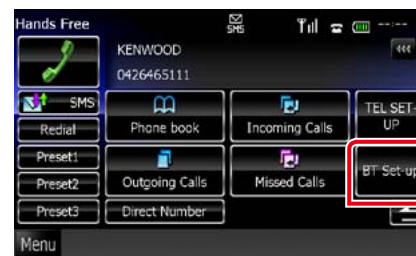 Hands Free
SMS
--:--
KENWOOD
0426465111
SMS
Phone book
Incoming Calls
TEL SET-
UP
Redial
Preset1
Outgoing Calls
Missed Calls
BT Set-up
Preset2
Preset3
Direct Number
Menu